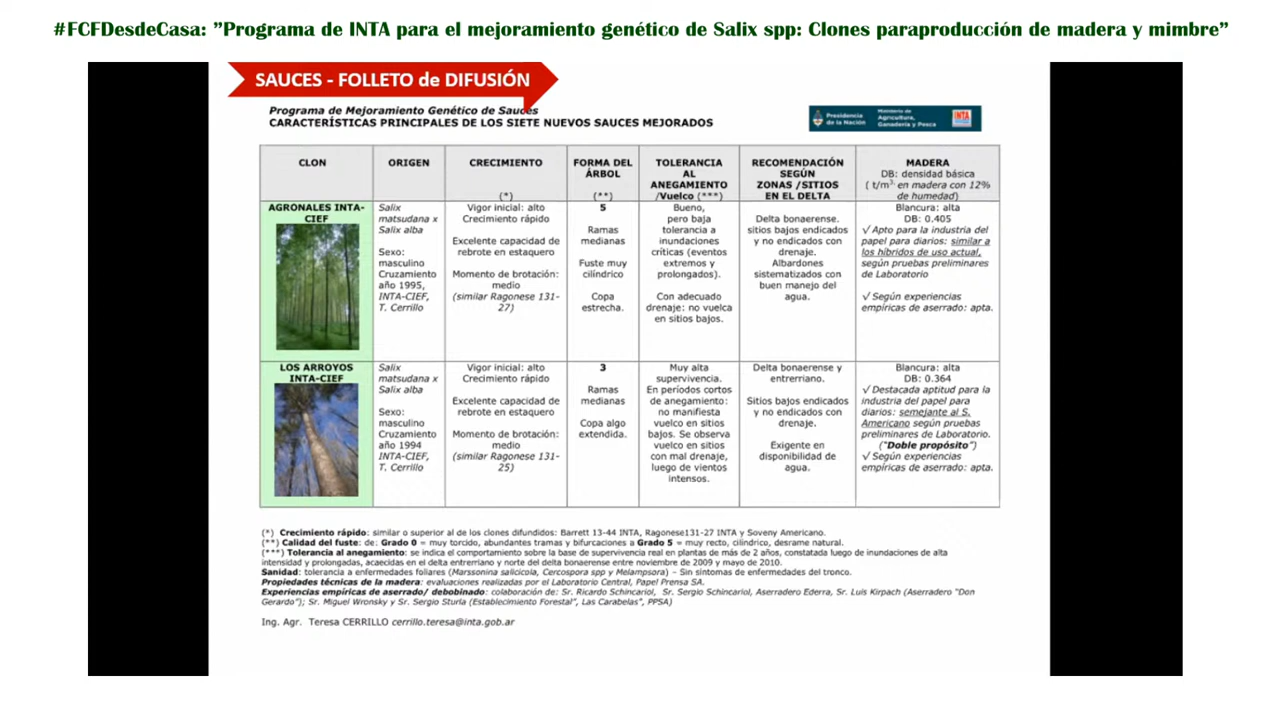 #FCFDesdeCasa: ”Programa de INTA para el mejoramiento genético de Salix spp: Clones paraproducción de madera y mimbre”
SAUCES - FOLLETO de DIFUSIÓN
Programa de Mejoramiento Genético de Sauces
CARACTERÍSTICAS PRINCIPALES DE LOS SIETE NUEVOS SAUCES MEJORADOS
Presidencia
de la Nación
Ministerio de
Agricultura,
Ganadería y Pesca
INTA
CLON
ORIGEN
CRECIMIENTO
(*)
FORMA DEL
ÁRBOL
(**)
TOLERANCIA
AL
ANEGAMIENTO
/Vuelco (***)
RECOMENDACIÓN
SEGÚN
ZONAS /SITIOS
EN EL DELTA
MADERA
DB: densidad básica
( t/m³: en madera con 12%
de humedad)
AGRONALES INTA-
CIEF
Salix
matsudana x
Salix alba
Sexo:
masculino
Cruzamiento
año 1995,
INTA-CIEF,
T. Cerrillo
Vigor inicial: alto
Crecimiento rápido
Excelente capacidad de
rebrote en estaquero
Momento de brotación:
medio
(similar Ragonese 131-
27)
5
Ramas
medianas
Fuste muy
cilíndrico
Copa
estrecha.
Bueno,
pero baja
tolerancia a
inundaciones
críticas (eventos
extremos y
prolongados).
Con adecuado
drenaje: no vuelca
en sitios bajos.
Delta bonaerense.
sitios bajos endicados
y no endicados con
drenaje.
Albardones
sistematizados con
buen manejo del
agua.
Blancura: alta
DB: 0.405
√ Apto para la industria del
papel para diarios: similar a
los híbridos de uso actual,
según pruebas preliminares
de Laboratorio
√ Según experiencias
empíricas de aserrado: apta.
LOS ARROYOS
INTA-CIEF
Salix
matsudana x
Salix alba
Sexo:
masculino
Cruzamiento
año 1994
INTA-CIEF,
T. Cerrillo
Vigor inicial: alto
Crecimiento rápido
Excelente capacidad de
rebrote en estaquero
Momento de brotación:
medio
(similar Ragonese 131-
25)
3
Ramas
medianas
Copa algo
extendida.
Muy alta
supervivencia.
En períodos cortos
de anegamiento:
no manifiesta
vuelco en sitios
bajos. Se observa
vuelco en sitios
con mal drenaje,
luego de vientos
intensos.
Delta bonaerense y
entrerriano.
Sitios bajos endicados
y no endicados con
drenaje.
Exigente en
disponibilidad de
agua.
Blancura: alta
DB: 0.364
√ Destacada aptitud para la
industria del papel para
diarios: semejante al S.
Americano según pruebas
preliminares de Laboratorio.
(“Doble propósito”)
√ Según experiencias
empíricas de aserrado: apta.
(*) Crecimiento rápido: similar o superior al de los clones difundidos: Barrett 13-44 INTA, Ragonese131-27 INTA y Soveny Americano.
(**) Calidad del fuste: de: Grado 0 = muy torcido, abundantes tramas y bifurcaciones a Grado 5 = muy recto, cilíndrico, desrame natural.
(***) Tolerancia al anegamiento: se indica el comportamiento sobre la base de supervivencia real en plantas de más de 2 años, constatada luego de inundaciones de alta
intensidad y prolongadas, acaecidas en el delta entrerriano y norte del delta bonaerense entre noviembre de 2009 y mayo de 2010.
Sanidad: tolerancia a enfermedades foliares (Marssonina salicicola, Cercospora spp y Melampsora) – Sin síntomas de enfermedades del tronco.
Propiedades técnicas de la madera: evaluaciones realizadas por el Laboratorio Central, Papel Prensa SA.
Experiencias empíricas de aserrado/ debobinado: colaboración de: Sr. Ricardo Schincariol, Sr. Sergio Schincariol, Aserradero Ederra, Sr. Luis Kirpach (Aserradero “Don
Gerardo”); Sr. Miguel Wronsky y Sr. Sergio Sturla (Establecimiento Forestal”, Las Carabelas”, PPSA)
Ing. Agr. Teresa CERRILLO cerrillo.teresa@inta.gob.ar